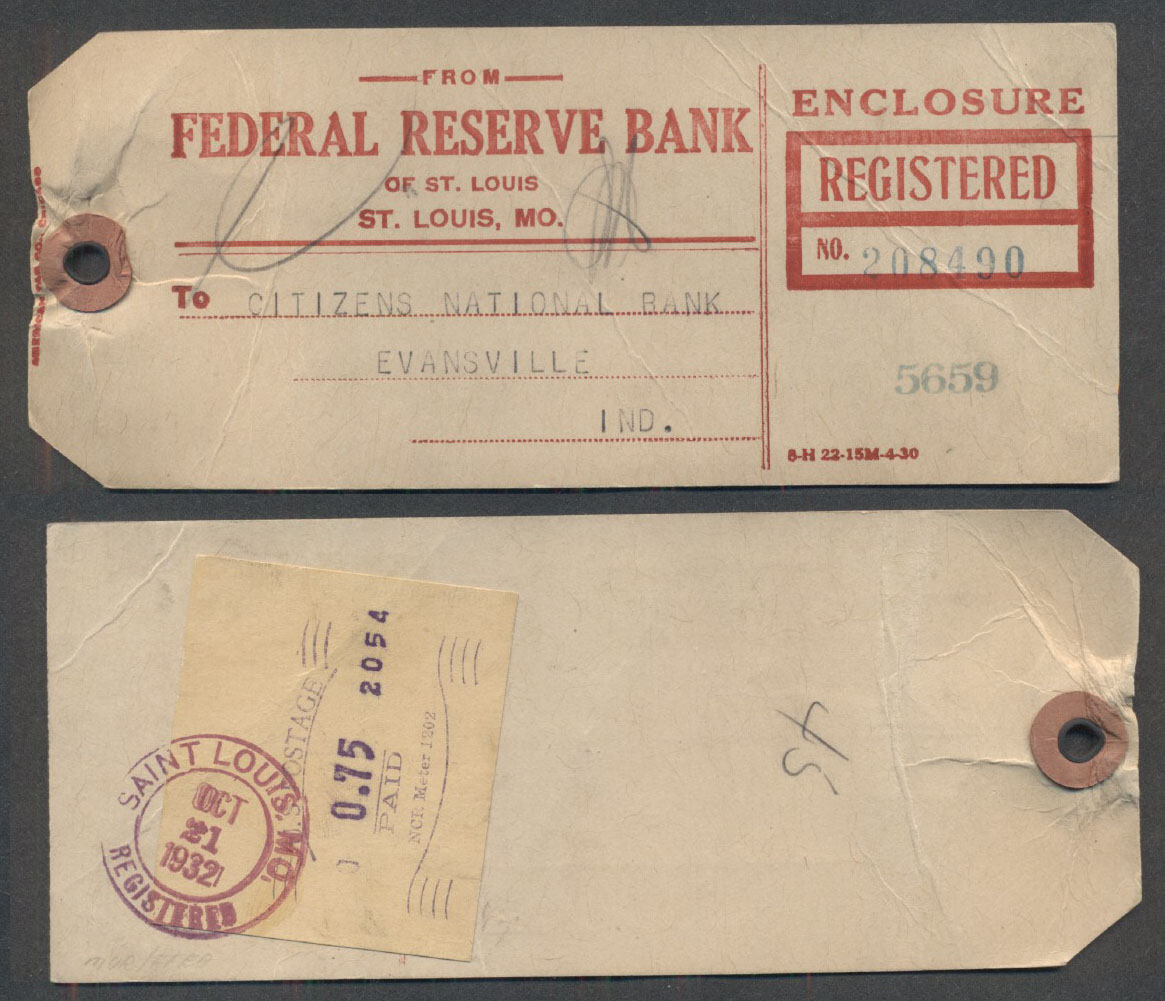 FROM
FEDERAL RESERVE BANK
OF ST. LOUIS
ST. LOUIS, MO.
To CITIZENS NATIONAL BANK
EVANSVILLE
IND.
ENCLOSURE
REGISTERED
NO. 208490
5659
8-H 22-15M-4-30
SAINT LOUIS, MO.
OCT
21
1932
REGISTERED
POSTAGE
0.75 2054
PAID
NCR Meter 1202
45